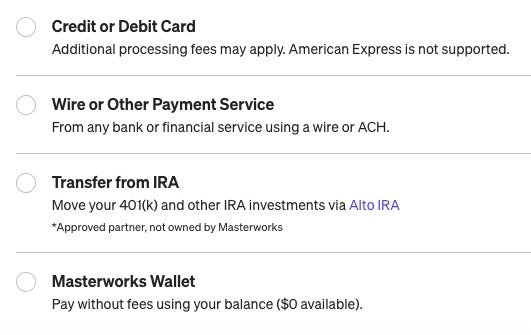 Credit or Debit Card
Additional processing fees may apply. American Express is not supported.
Wire or Other Payment Service
From any bank or financial service using a wire or ACH.
Transfer from IRA
Move your 401(k) and other IRA investments via Alto IRA
*Approved partner, not owned by Masterworks
Masterworks Wallet
Pay without fees using your balance ($0 available).